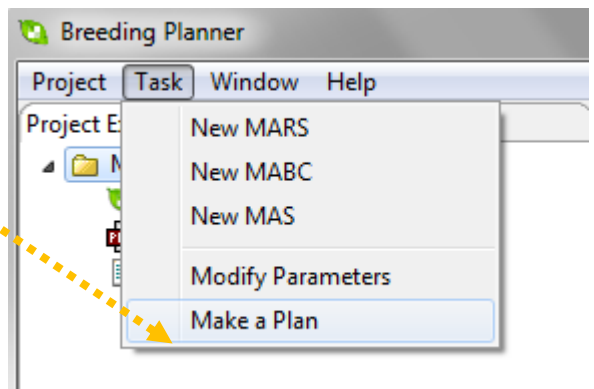 Breeding Planner
Project Task Window Help
Project E
New MARS
New MABC
New MAS
Modify Parameters
Make a Plan